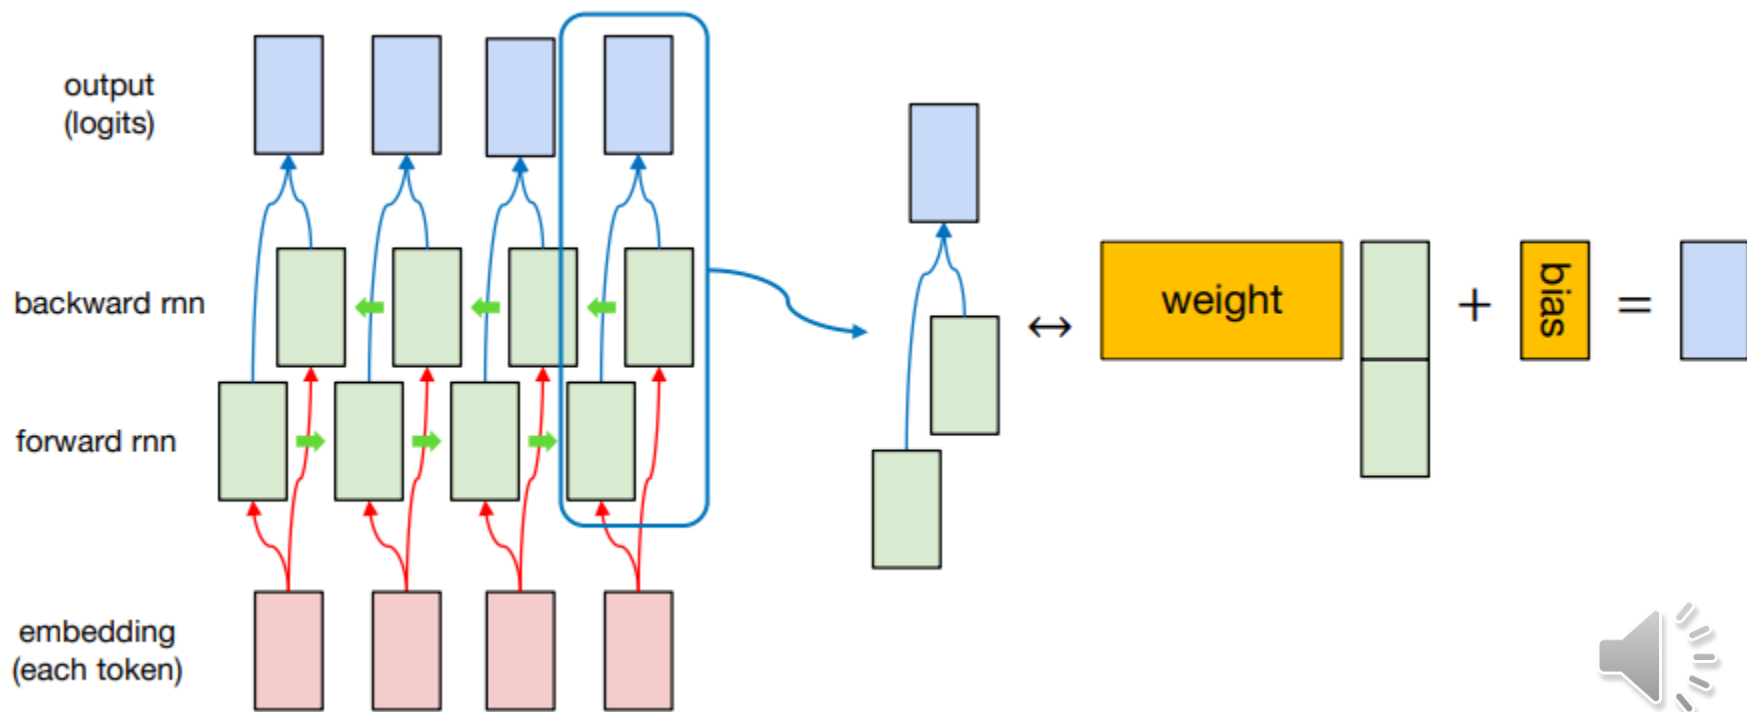 output
(logits)
backward rnn
forward rnn
embedding
(each token)
↔ weight + bias =